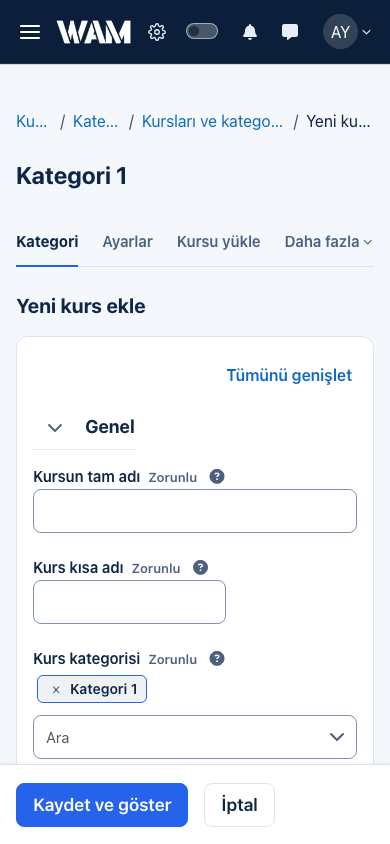 WAM AY
Ku... / Kate... / Kursları ve katego... / Yeni ku...
Kategori 1
Kategori Ayarlar Kursu yükle Daha fazla
Yeni kurs ekle
Tümünü genişlet
Genel
Kursun tam adı Zorunlu ?
Kurs kısa adı Zorunlu ?
Kurs kategorisi Zorunlu ?
× Kategori 1
Ara
Kaydet ve göster İptal